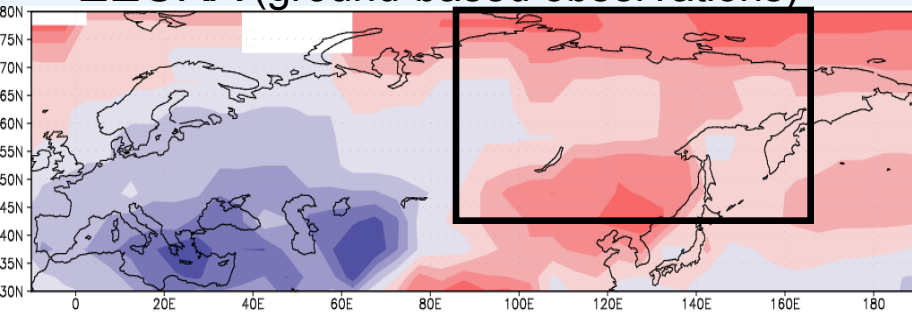 (ground-based observations)
80N
75N
70N
65N
60N
55N
50N
45N
40N
35N
30N
0 20E 40E 60E 80E 100E 120E 140E 160E 180